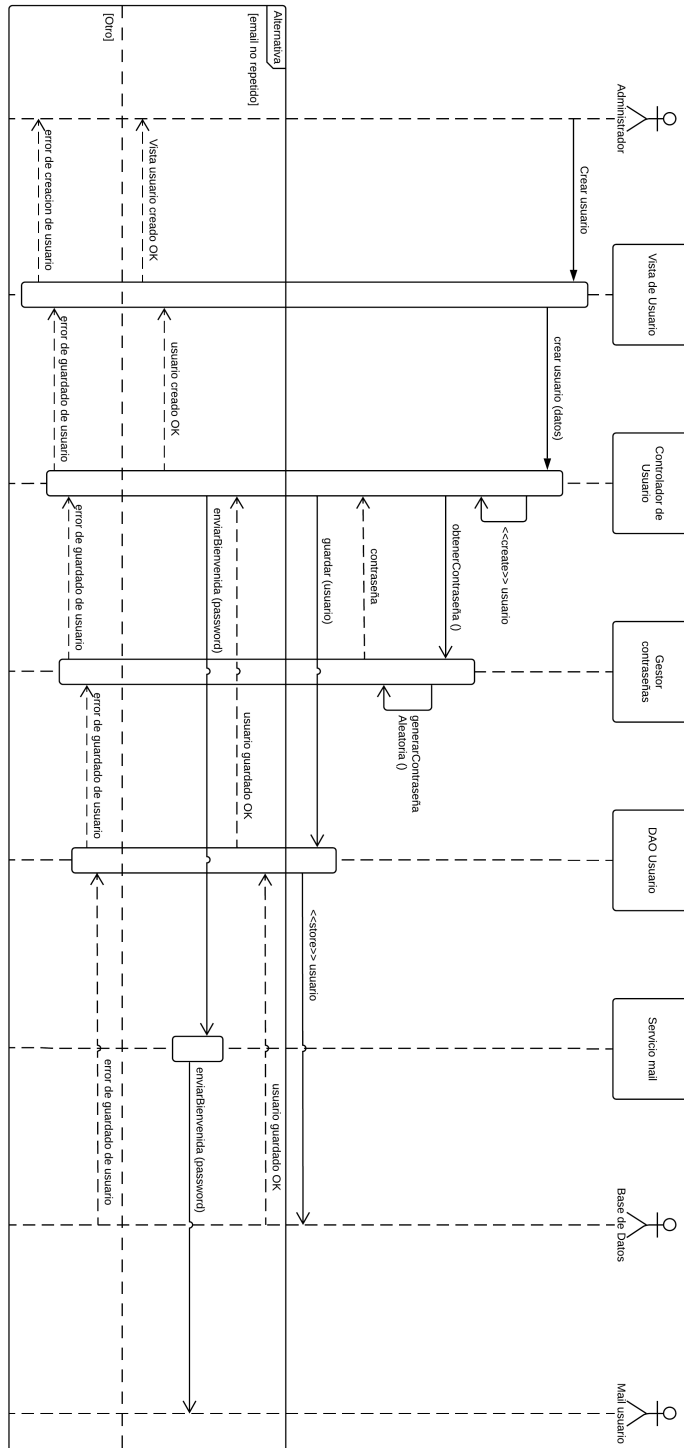 Administrador
Vista de Usuario
Controlador de
Usuario
Gestor
contraseñas
DAO Usuario
Servicio mail
Base de Datos
Mail usuario
Crear usuario
crear usuario (datos)
<<create>> usuario
obtenerContraseña ()
generarContraseña
Aleatoria ()
contraseña
guardar (usuario)
<<store>> usuario
Alternativa
[email no repetido]
usuario guardado OK
usuario guardado OK
enviarBienvenida (password)
enviarBienvenida (password)
usuario creado OK
Vista usuario creado OK
[Otro]
error de guardado de usuario
error de guardado de usuario
error de guardado de usuario
error de guardado de usuario
error de creacion de usuario